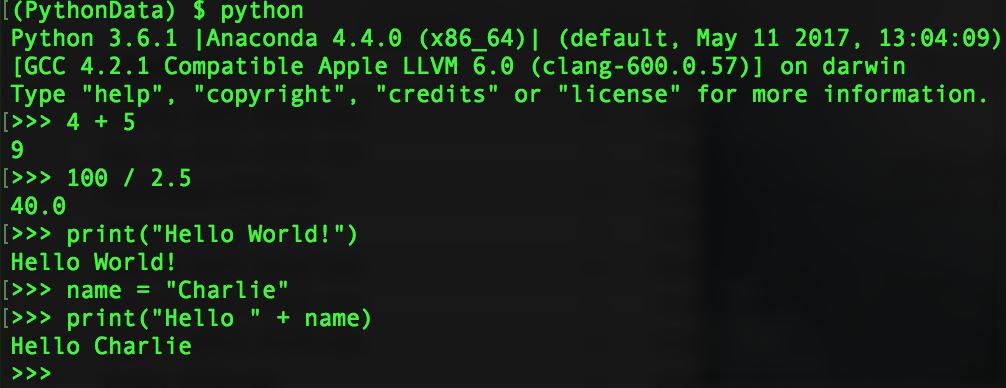 [(PythonData) $ python
Python 3.6.1 |Anaconda 4.4.0 (x86_64)| (default, May 11 2017, 13:04:09)
[GCC 4.2.1 Compatible Apple LLVM 6.0 (clang-600.0.57)] on darwin
Type "help", "copyright", "credits" or "license" for more information.
[>>> 4 + 5
9
[>>> 100 / 2.5
40.0
[>>> print("Hello World!")
Hello World!
[>>> name = "Charlie"
[>>> print("Hello " + name)
Hello Charlie
>>>